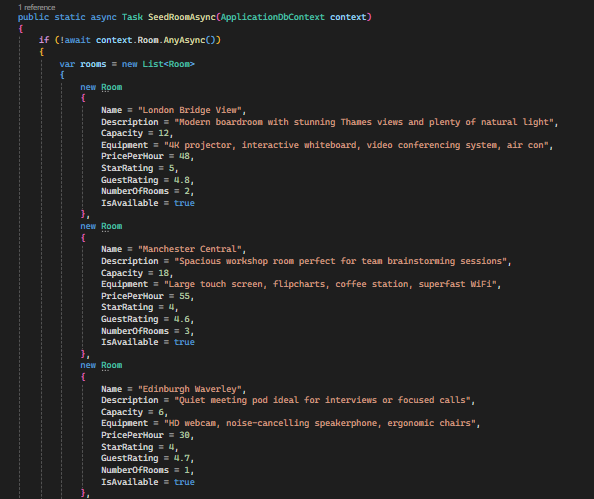 1 reference
public static async Task SeedRoomAsync(ApplicationDbContext context)
{
if (!await context.Room.AnyAsync())
{
var rooms = new List<Room>
{
new Room
{
Name = "London Bridge View",
Description = "Modern boardroom with stunning Thames views and plenty of natural light",
Capacity = 12,
Equipment = "4K projector, interactive whiteboard, video conferencing system, air con",
PricePerHour = 48,
StarRating = 5,
GuestRating = 4.8,
NumberOfRooms = 2,
IsAvailable = true
},
new Room
{
Name = "Manchester Central",
Description = "Spacious workshop room perfect for team brainstorming sessions",
Capacity = 18,
Equipment = "Large touch screen, flipcharts, coffee station, superfast WiFi",
PricePerHour = 55,
StarRating = 4,
GuestRating = 4.6,
NumberOfRooms = 3,
IsAvailable = true
},
new Room
{
Name = "Edinburgh Waverley",
Description = "Quiet meeting pod ideal for interviews or focused calls",
Capacity = 6,
Equipment = "HD webcam, noise-cancelling speakerphone, ergonomic chairs",
PricePerHour = 30,
StarRating = 4,
GuestRating = 4.7,
NumberOfRooms = 1,
IsAvailable = true
},